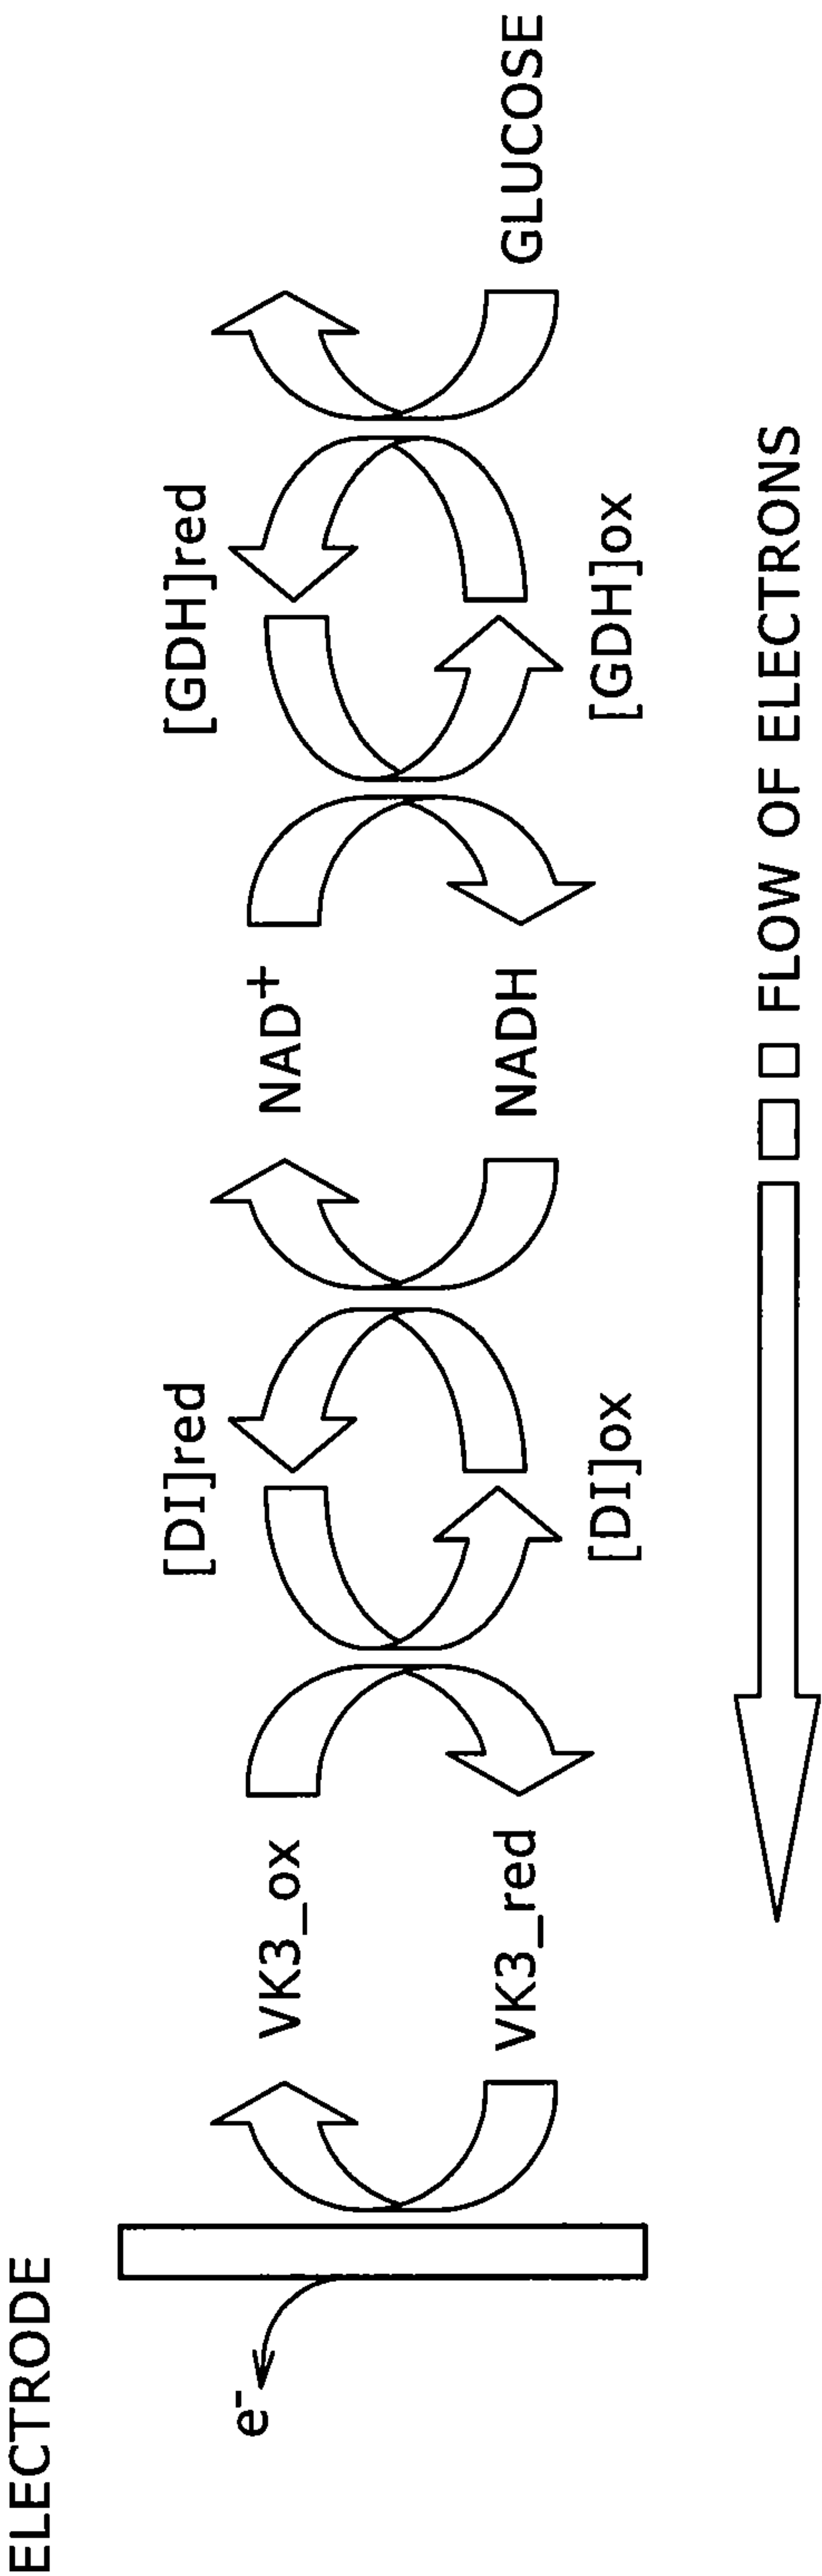 ELECTRODE
e-
VK3_ox
VK3_red
[DI]red
[DI]ox
NAD+
NADH
[GDH]red
[GDH]ox
GLUCOSE
FLOW OF ELECTRONS